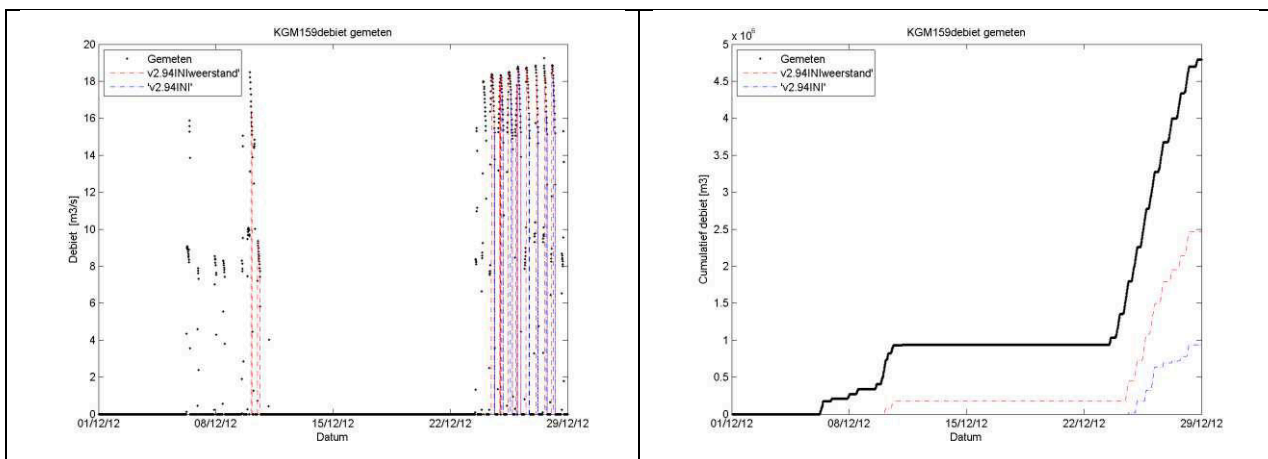 KGM159debiet gemeten
20
18
16
14
12
10
8
6
4
2
0
Debiet [m3/s]
Gemeten
v2.94INIweerstand'
'v2.94INI'
01/12/12 08/12/12 15/12/12 22/12/12 29/12/12
Datum
KGM159debiet gemeten
x 10⁶
5
4.5
4
3.5
3
2.5
2
1.5
1
0.5
0
Cumulatief debiet [m3]
Gemeten
v2.94INIweerstand'
'v2.94INI'
01/12/12 08/12/12 15/12/12 22/12/12 29/12/12
Datum